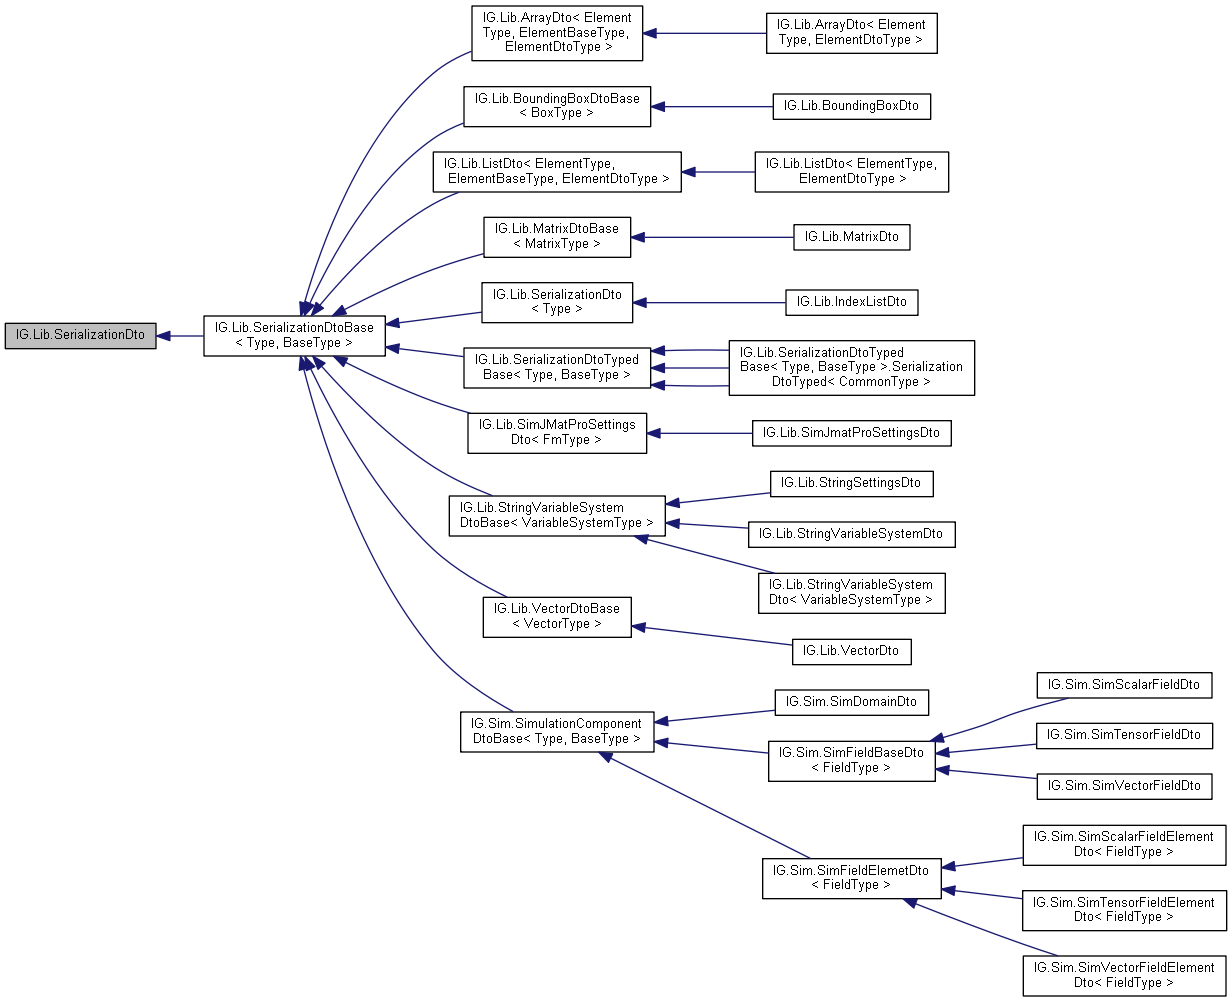 IG.Lib.SerializationDto
IG.Lib.SerializationDtoBase
< Type, BaseType >
IG.Lib.ArrayDto< Element
Type, ElementBaseType,
ElementDtoType >
IG.Lib.BoundingBoxDtoBase
< BoxType >
IG.Lib.ListDto< ElementType,
ElementBaseType, ElementDtoType >
IG.Lib.MatrixDtoBase
< MatrixType >
IG.Lib.SerializationDto
< Type >
IG.Lib.SerializationDtoTyped
Base< Type, BaseType >
IG.Lib.SimJMatProSettings
Dto< FmType >
IG.Lib.StringVariableSystem
DtoBase< VariableSystemType >
IG.Lib.VectorDtoBase
< VectorType >
IG.Sim.SimulationComponent
DtoBase< Type, BaseType >
IG.Lib.ArrayDto< Element
Type, ElementDtoType >
IG.Lib.BoundingBoxDto
IG.Lib.ListDto< ElementType,
ElementDtoType >
IG.Lib.MatrixDto
IG.Lib.IndexListDto
IG.Lib.SerializationDtoTyped
Base< Type, BaseType >.Serialization
DtoTyped< CommonType >
IG.Lib.SimJmatProSettingsDto
IG.Lib.StringSettingsDto
IG.Lib.StringVariableSystemDto
IG.Lib.StringVariableSystem
Dto< VariableSystemType >
IG.Lib.VectorDto
IG.Sim.SimDomainDto
IG.Sim.SimFieldBaseDto
< FieldType >
IG.Sim.SimFieldElemetDto
< FieldType >
IG.Sim.SimScalarFieldDto
IG.Sim.SimTensorFieldDto
IG.Sim.SimVectorFieldDto
IG.Sim.SimScalarFieldElement
Dto< FieldType >
IG.Sim.SimTensorFieldElement
Dto< FieldType >
IG.Sim.SimVectorFieldElement
Dto< FieldType >